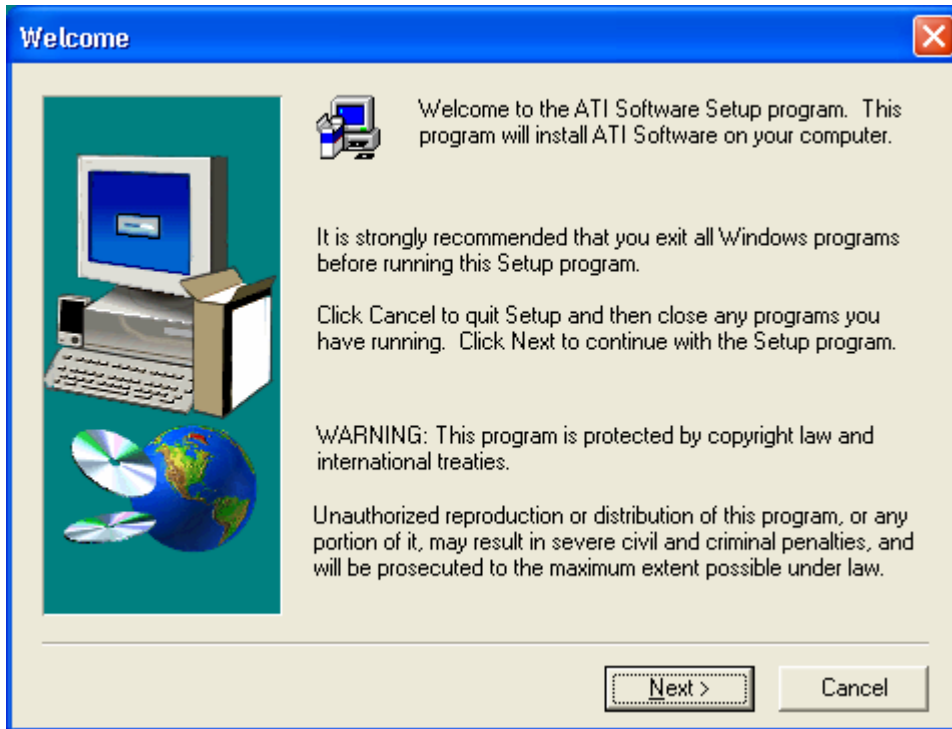 Welcome
Welcome to the ATI Software Setup program.  This
program will install ATI Software on your computer.
It is strongly recommended that you exit all Windows programs
before running this Setup program.
Click Cancel to quit Setup and then close any programs you
have running.  Click Next to continue with the Setup program.
WARNING: This program is protected by copyright law and
international treaties.
Unauthorized reproduction or distribution of this program, or any
portion of it, may result in severe civil and criminal penalties, and
will be prosecuted to the maximum extent possible under law.
Next >
Cancel